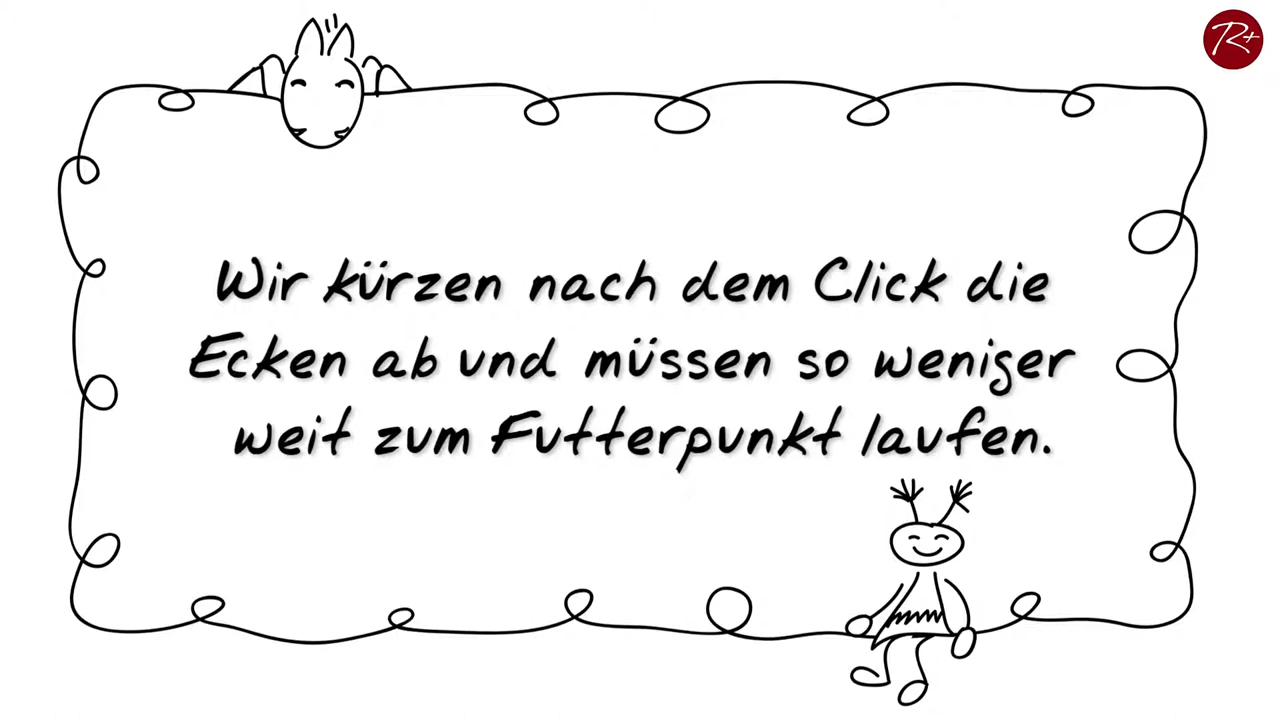 R+
Wir kürzen nach dem Click die
Ecken ab und müssen so weniger
weit zum Futterpunkt laufen.